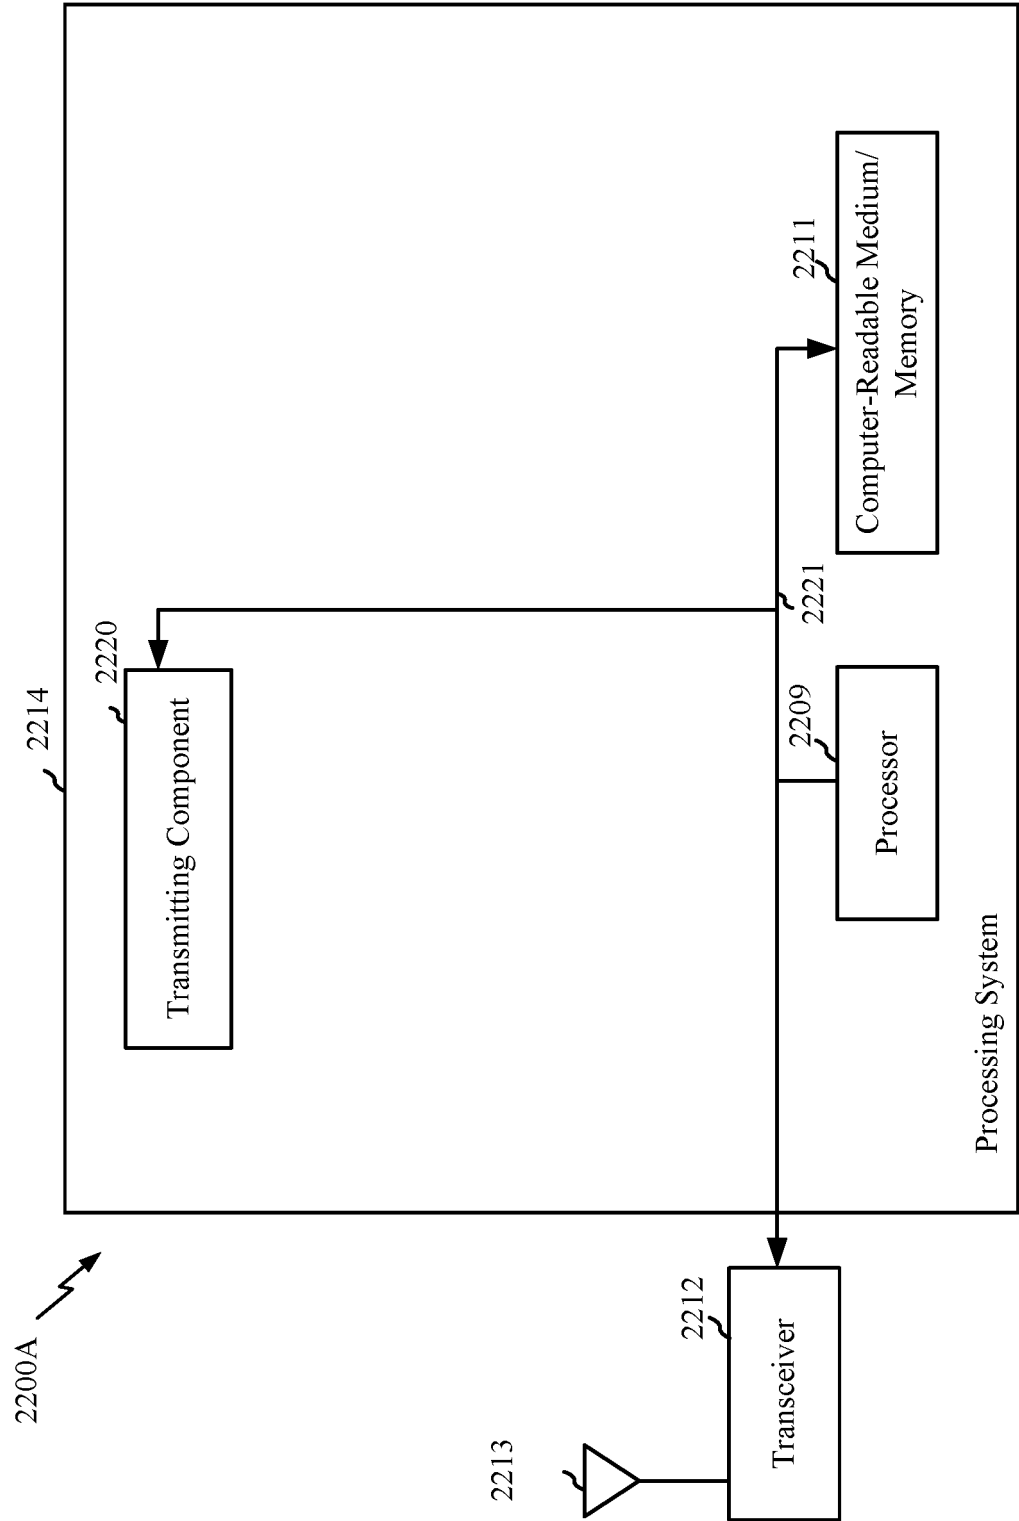 2200A
2214
2220
Transmitting Component
2213
2212
Transceiver
2209
Processor
2221
2211
Computer-Readable Medium/
Memory
Processing System